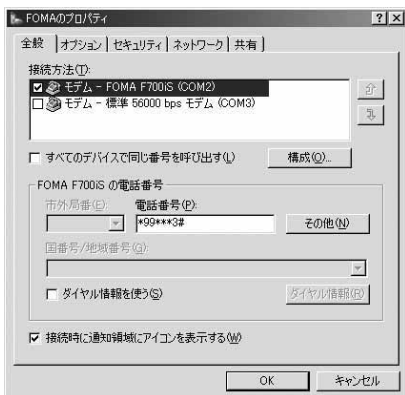 FOMAのプロパティ
全般 オプション セキュリティ ネットワーク 共有
接続方法(T):
モデム - FOMA F700iS (COM2)
モデム - 標準 56000 bps モデム (COM3)
すべてのデバイスで同じ番号を呼び出す(L) 構成(O)...
FOMA F700iS の電話番号
市外局番(E): 電話番号(P):
*99***3# その他(N)
国番号/地域番号(G):
ダイヤル情報を使う(S) ダイヤル情報(R)
接続時に通知領域にアイコンを表示する(W)
OK キャンセル